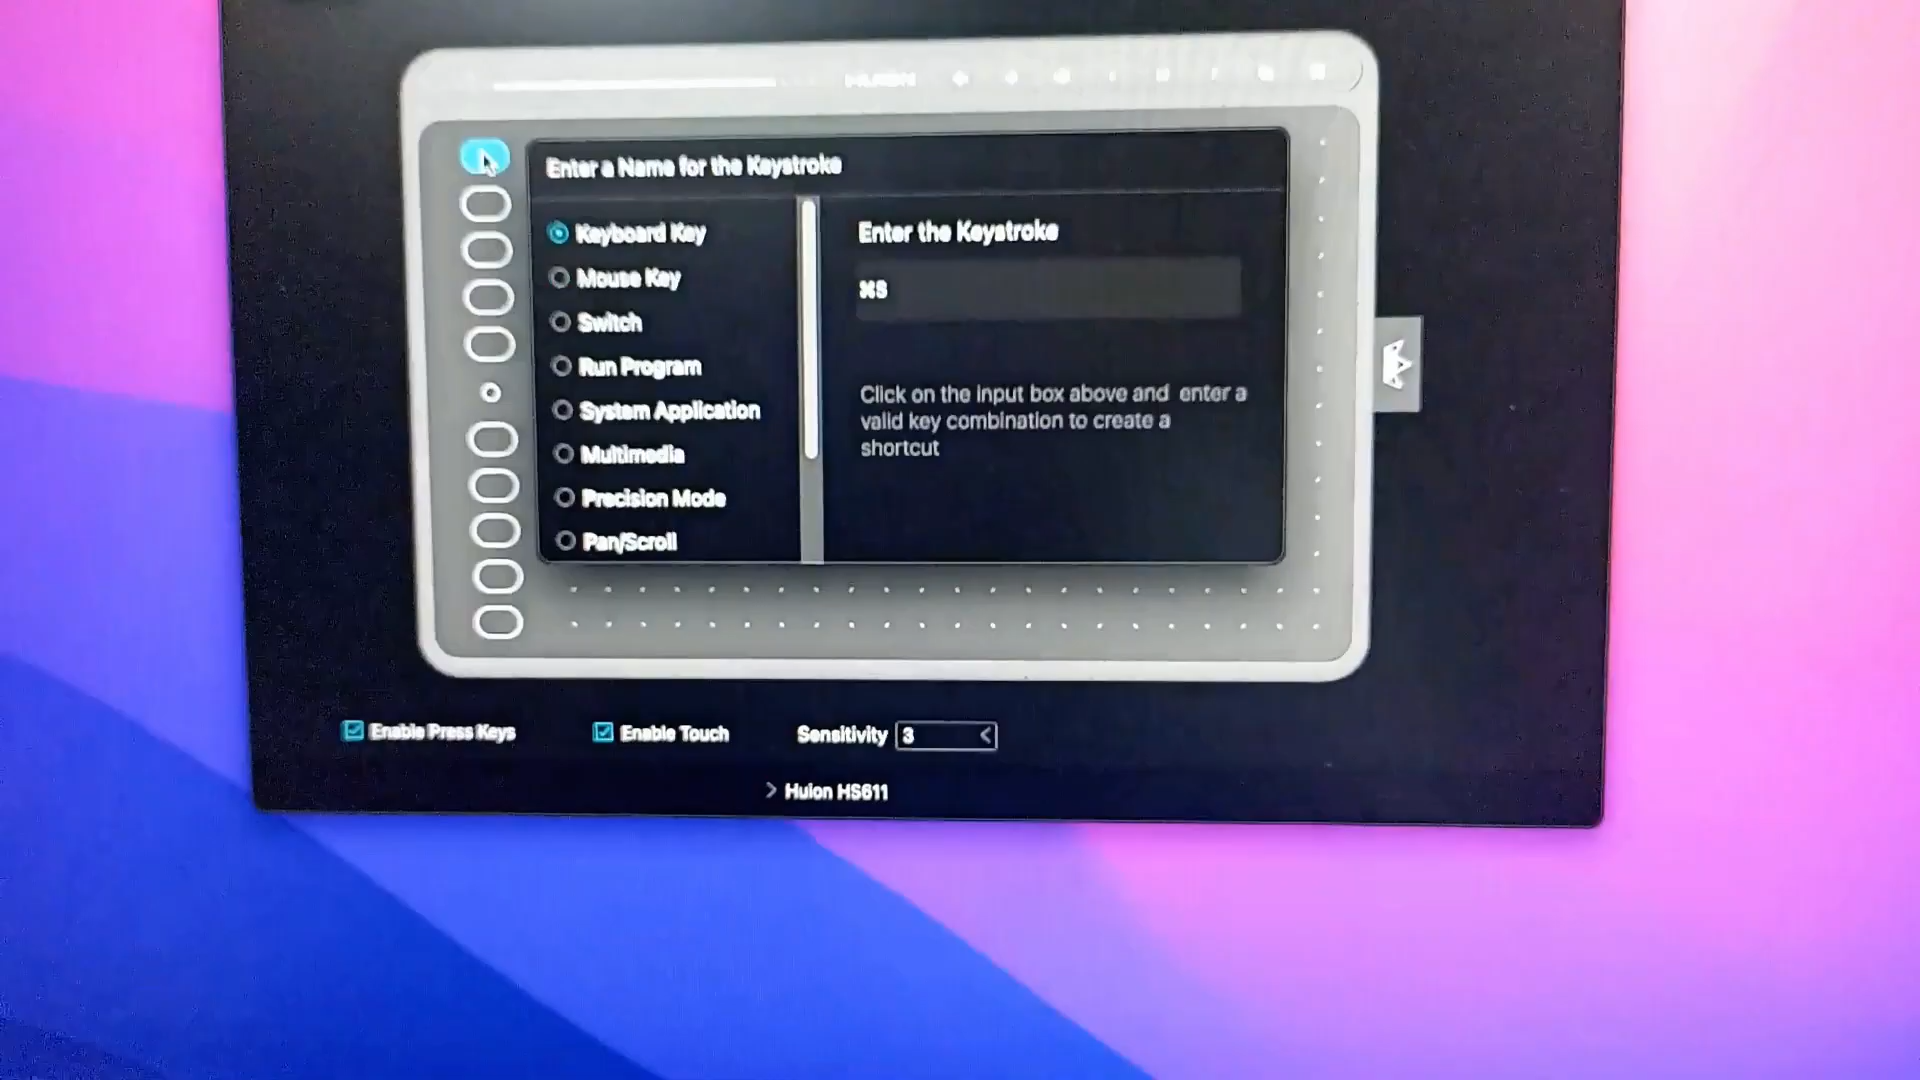 HUION
Enter a Name for the Keystroke
Keyboard Key
Mouse Key
Switch
Run Program
System Application
Multimedia
Precision Mode
Pan/Scroll
Enter the Keystroke
⌘S
Click on the input box above and enter a
valid key combination to create a
shortcut
Enable Press Keys
Enable Touch
Sensitivity 3
Huion HS611